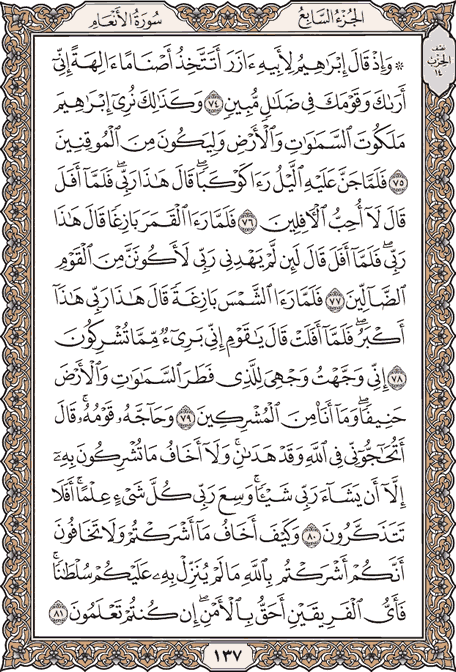 الجزء السابع
سورة الأنعام
نصف
الحزب
١٤
۞ وَإِذْ قَالَ إِبْرَٰهِيمُ لِأَبِيهِ ءَازَرَ أَتَتَّخِذُ أَصْنَامًا ءَالِهَةً إِنِّىٓ
أَرَىٰكَ وَقَوْمَكَ فِى ضَلَٰلٍ مُّبِينٍ ٧٤ وَكَذَٰلِكَ نُرِىٓ إِبْرَٰهِيمَ
مَلَكُوتَ ٱلسَّمَٰوَٰتِ وَٱلْأَرْضِ وَلِيَكُونَ مِنَ ٱلْمُوقِنِينَ
٧٥ فَلَمَّا جَنَّ عَلَيْهِ ٱلَّيْلُ رَءَا كَوْكَبًا ۖ قَالَ هَٰذَا رَبِّى ۖ فَلَمَّآ أَفَلَ
قَالَ لَآ أُحِبُّ ٱلْءَافِلِينَ ٧٦ فَلَمَّا رَءَا ٱلْقَمَرَ بَازِغًا قَالَ هَٰذَا
رَبِّى ۖ فَلَمَّآ أَفَلَ قَالَ لَئِن لَّمْ يَهْدِنِى رَبِّى لَأَكُونَنَّ مِنَ ٱلْقَوْمِ
ٱلضَّآلِّينَ ٧٧ فَلَمَّا رَءَا ٱلشَّمْسَ بَازِغَةً قَالَ هَٰذَا رَبِّى هَٰذَآ
أَكْبَرُ ۖ فَلَمَّآ أَفَلَتْ قَالَ يَٰقَوْمِ إِنِّى بَرِىٓءٌ مِّمَّا تُشْرِكُونَ
٧٨ إِنِّى وَجَّهْتُ وَجْهِىَ لِلَّذِى فَطَرَ ٱلسَّمَٰوَٰتِ وَٱلْأَرْضَ
حَنِيفًا ۖ وَمَآ أَنَا۠ مِنَ ٱلْمُشْرِكِينَ ٧٩ وَحَآجَّهُۥ قَوْمُهُۥ ۚ قَالَ
أَتُحَٰٓجُّوٓنِّى فِى ٱللَّهِ وَقَدْ هَدَىٰنِ ۚ وَلَآ أَخَافُ مَا تُشْرِكُونَ بِهِۦٓ
إِلَّآ أَن يَشَآءَ رَبِّى شَيْـًٔا ۗ وَسِعَ رَبِّى كُلَّ شَىْءٍ عِلْمًا ۗ أَفَلَا
تَتَذَكَّرُونَ ٨٠ وَكَيْفَ أَخَافُ مَآ أَشْرَكْتُمْ وَلَا تَخَافُونَ
أَنَّكُمْ أَشْرَكْتُم بِٱللَّهِ مَا لَمْ يُنَزِّلْ بِهِۦ عَلَيْكُمْ سُلْطَٰنًا ۚ
فَأَىُّ ٱلْفَرِيقَيْنِ أَحَقُّ بِٱلْأَمْنِ ۖ إِن كُنتُمْ تَعْلَمُونَ ٨١
١٣٧